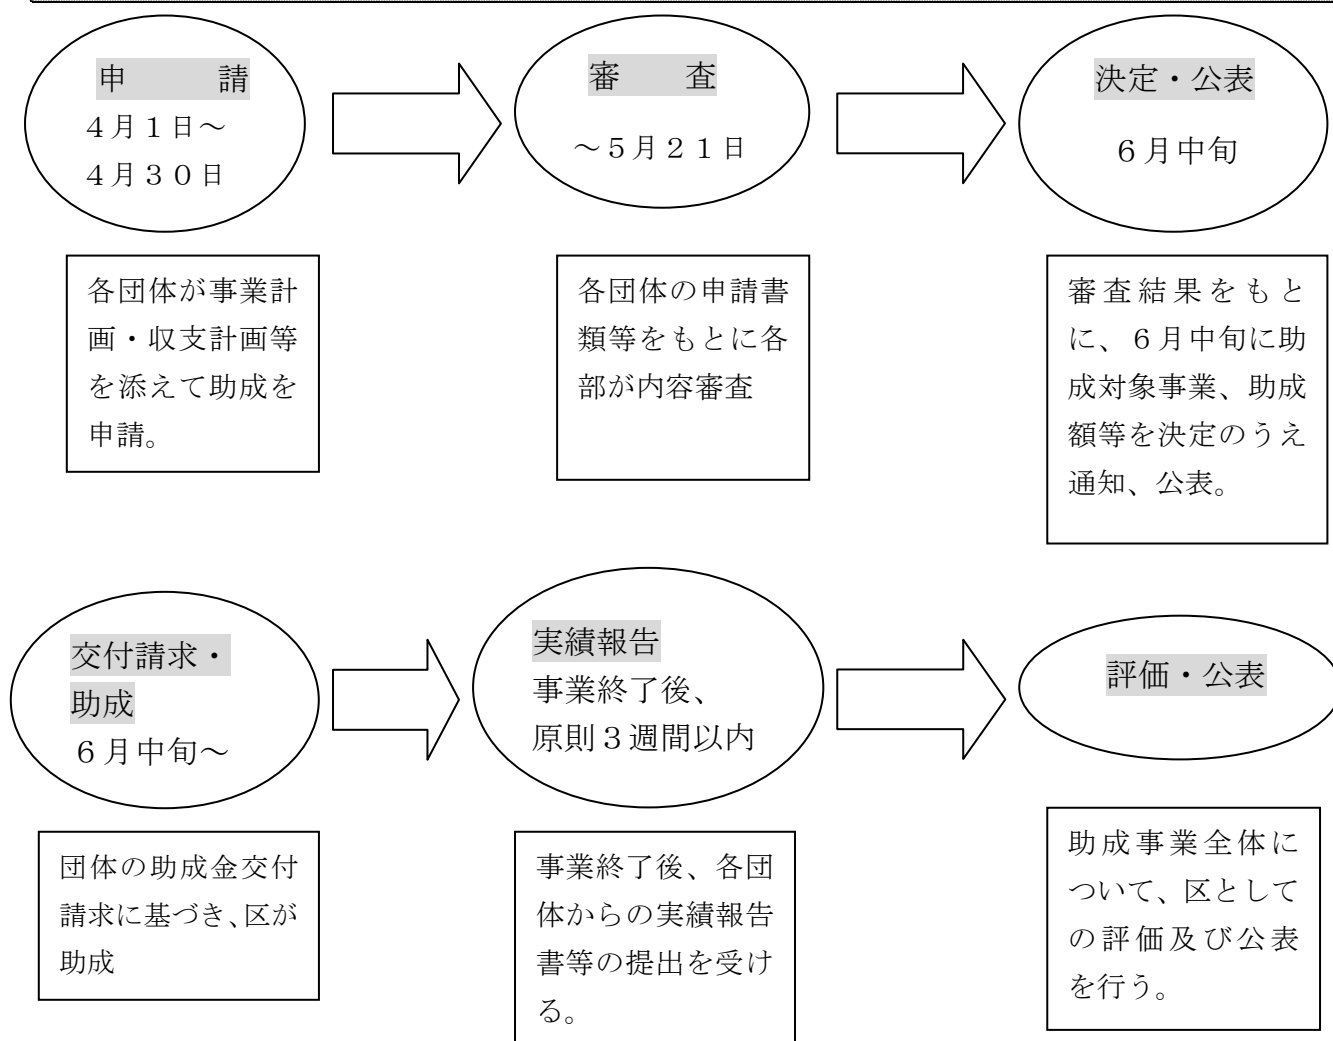 申　　請
４月１日～
４月３０日
審　査
～５月２１日
決定・公表
６月中旬
各団体が事業計
画・収支計画等
を添えて助成を
申請。
各団体の申請書
類等をもとに各
部が内容審査
審査結果をもと
に、６月中旬に助
成対象事業、助成
額等を決定のうえ
通知、公表。
交付請求・
助成
６月中旬～
実績報告
事業終了後、
原則３週間以内
評価・公表
団体の助成金交付
請求に基づき、区が
助成
事業終了後、各団
体からの実績報告
書等の提出を受け
る。
助成事業全体に
ついて、区として
の評価及び公表
を行う。